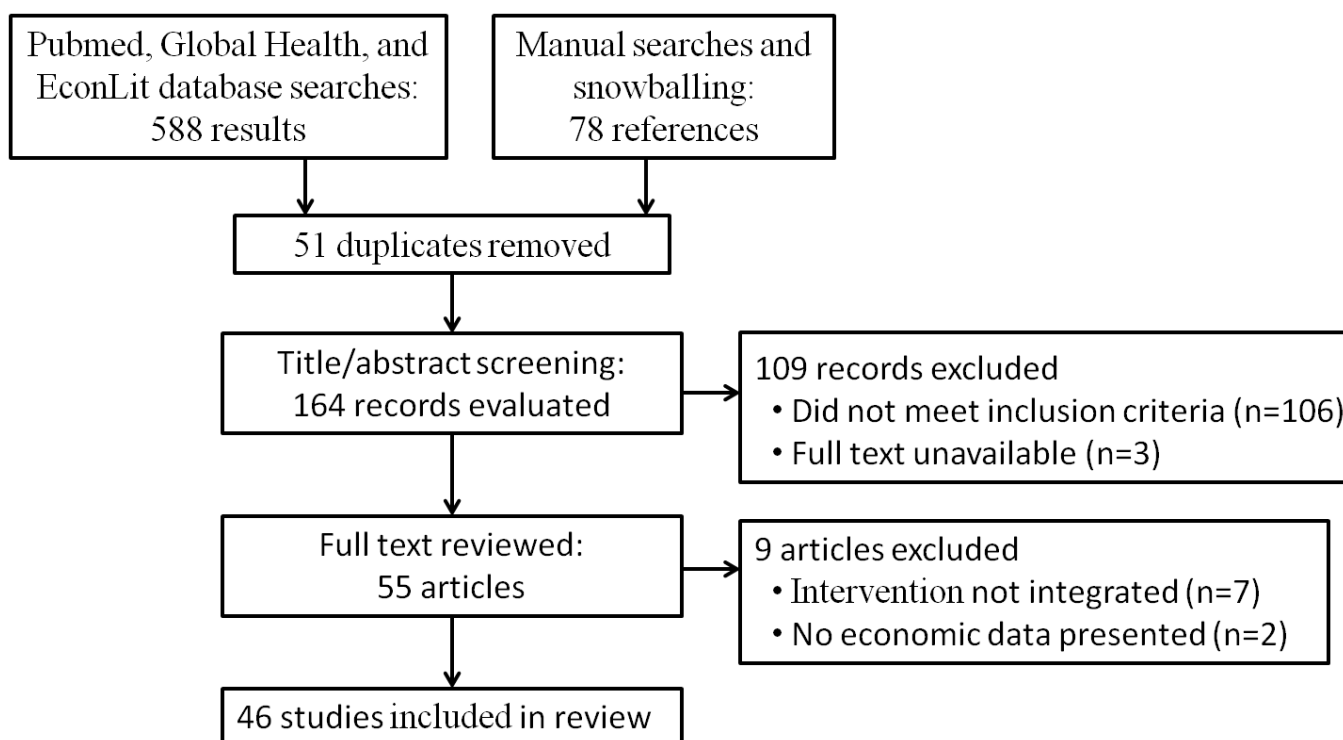 Pubmed, Global Health, and
EconLit database searches:
588 results
Manual searches and
snowballing:
78 references
51 duplicates removed
Title/abstract screening:
164 records evaluated
109 records excluded
• Did not meet inclusion criteria (n=106)
• Full text unavailable (n=3)
Full text reviewed:
55 articles
9 articles excluded
• Intervention not integrated (n=7)
• No economic data presented (n=2)
46 studies included in review